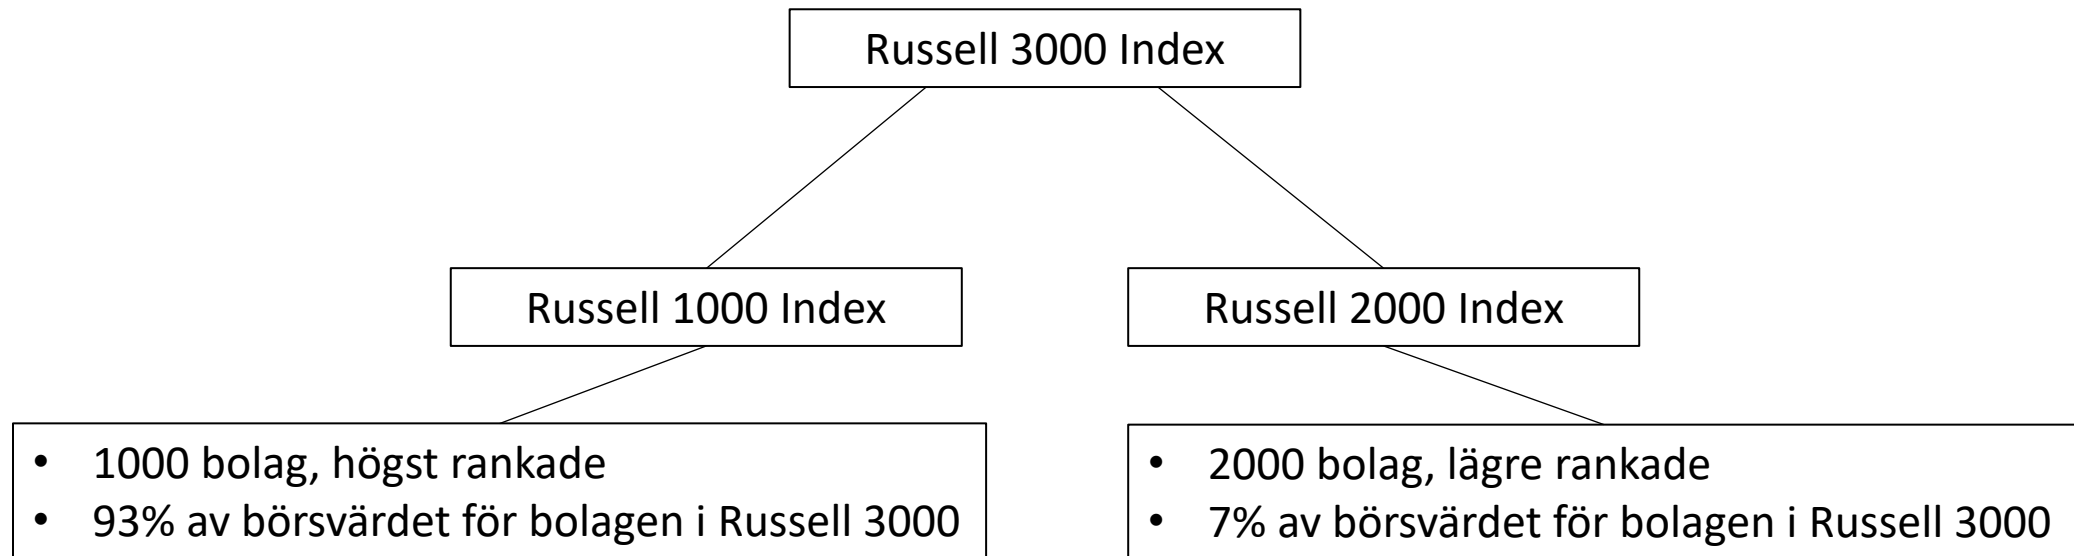 Russell 3000 Index
Russell 1000 Index
Russell 2000 Index
• 1000 bolag, högst rankade
• 93% av börsvärdet för bolagen i Russell 3000
• 2000 bolag, lägre rankade
• 7% av börsvärdet för bolagen i Russell 3000